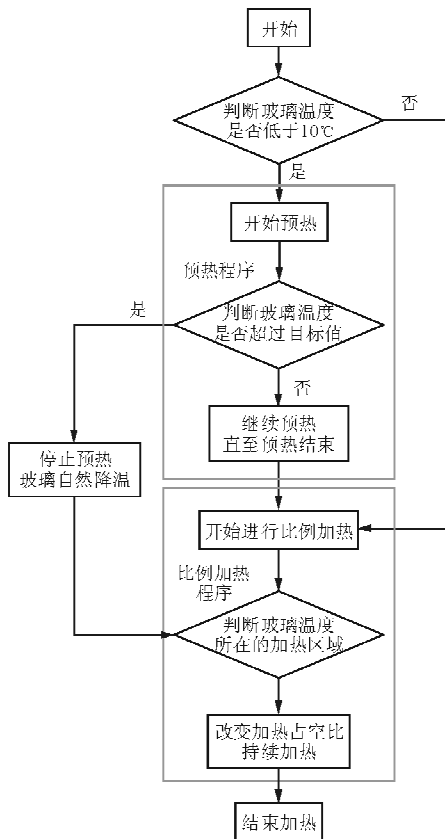 开始
判断玻璃温度
是否低于10℃
否
是
开始预热
预热程序
判断玻璃温度
是否超过目标值
是
否
继续预热
直至预热结束
停止预热
玻璃自然降温
开始进行比例加热
比例加热
程序
判断玻璃温度
所在的加热区域
改变加热占空比
持续加热
结束加热